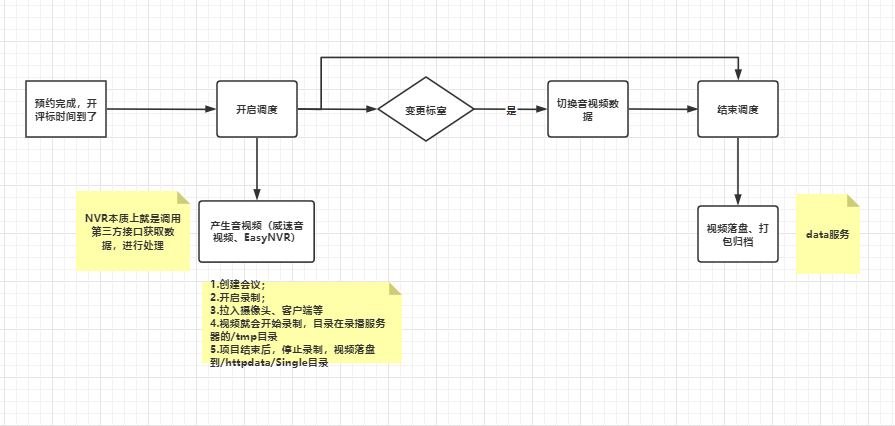 预约完成，开
评标时间到了
开启调度
变更标室
是
切换音视频数
据
结束调度
NVR本质上就是调用
第三方接口获取数
据，进行处理
产生音视频（威速音
视频、EasyNVR）
视频落盘、打
包归档
data服务
1.创建会议；
2.开启录制；
3.拉入摄像头、客户端等
4.视频就会开始录制，目录在录播服务
器的/tmp目录
5.项目结束后，停止录制，视频落盘
到/httpdata/Single目录